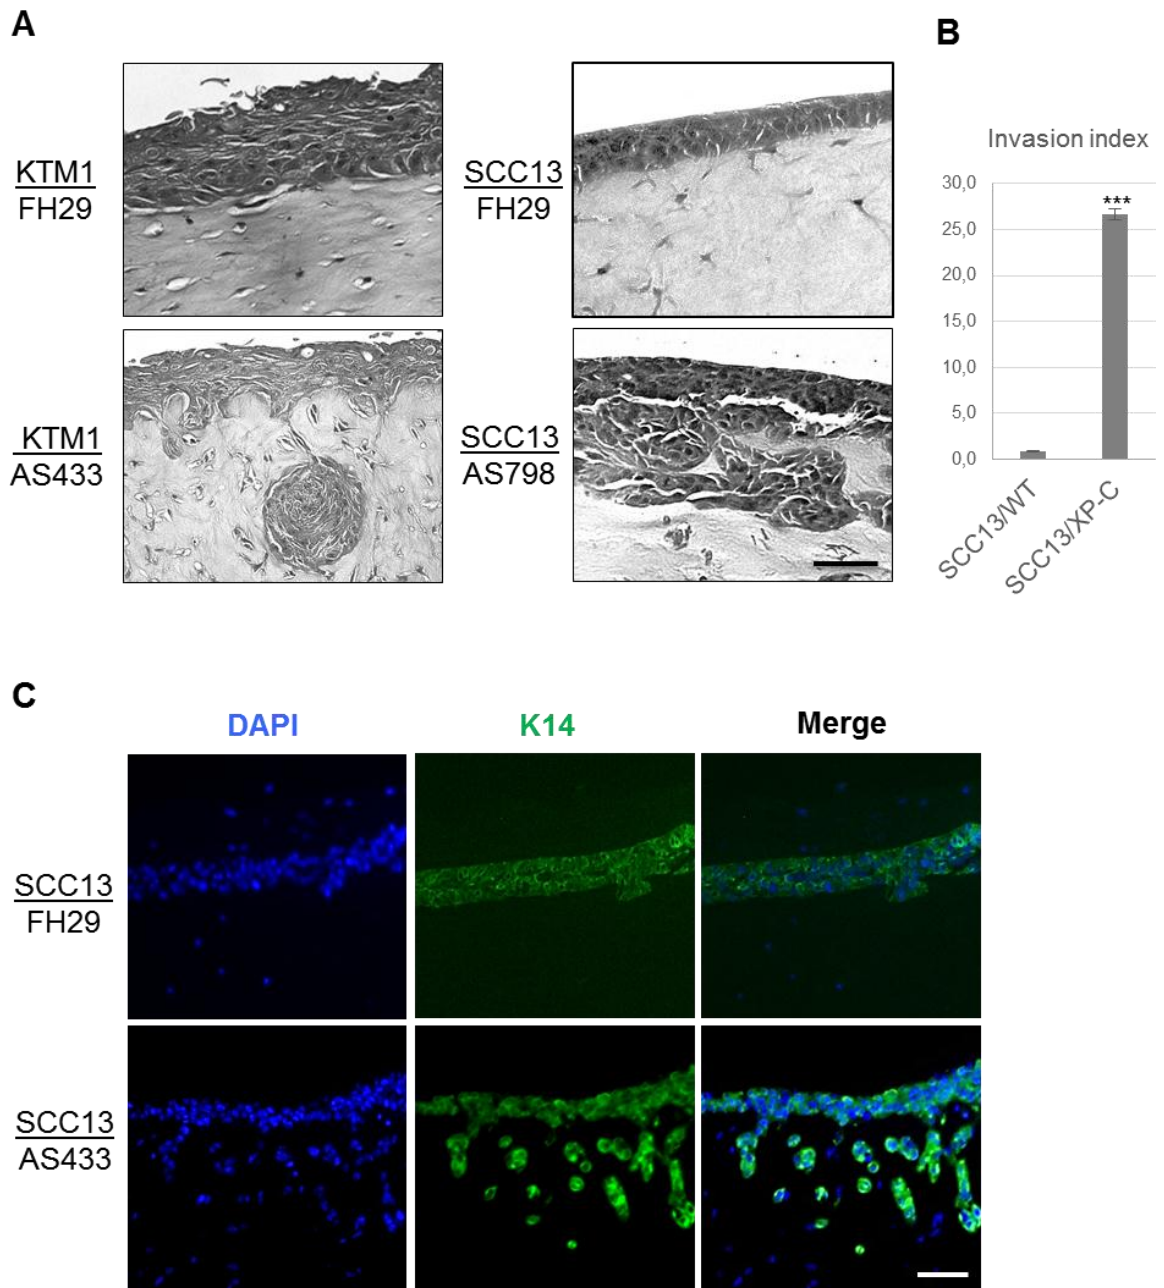 A
KTM1
FH29
SCC13
FH29
KTM1
AS433
SCC13
AS798
B
Invasion index
30,0
25,0
20,0
15,0
10,0
5,0
0,0
***
SCC13/WT
SCC13/XP-C
C
DAPI
K14
Merge
SCC13
FH29
SCC13
AS433